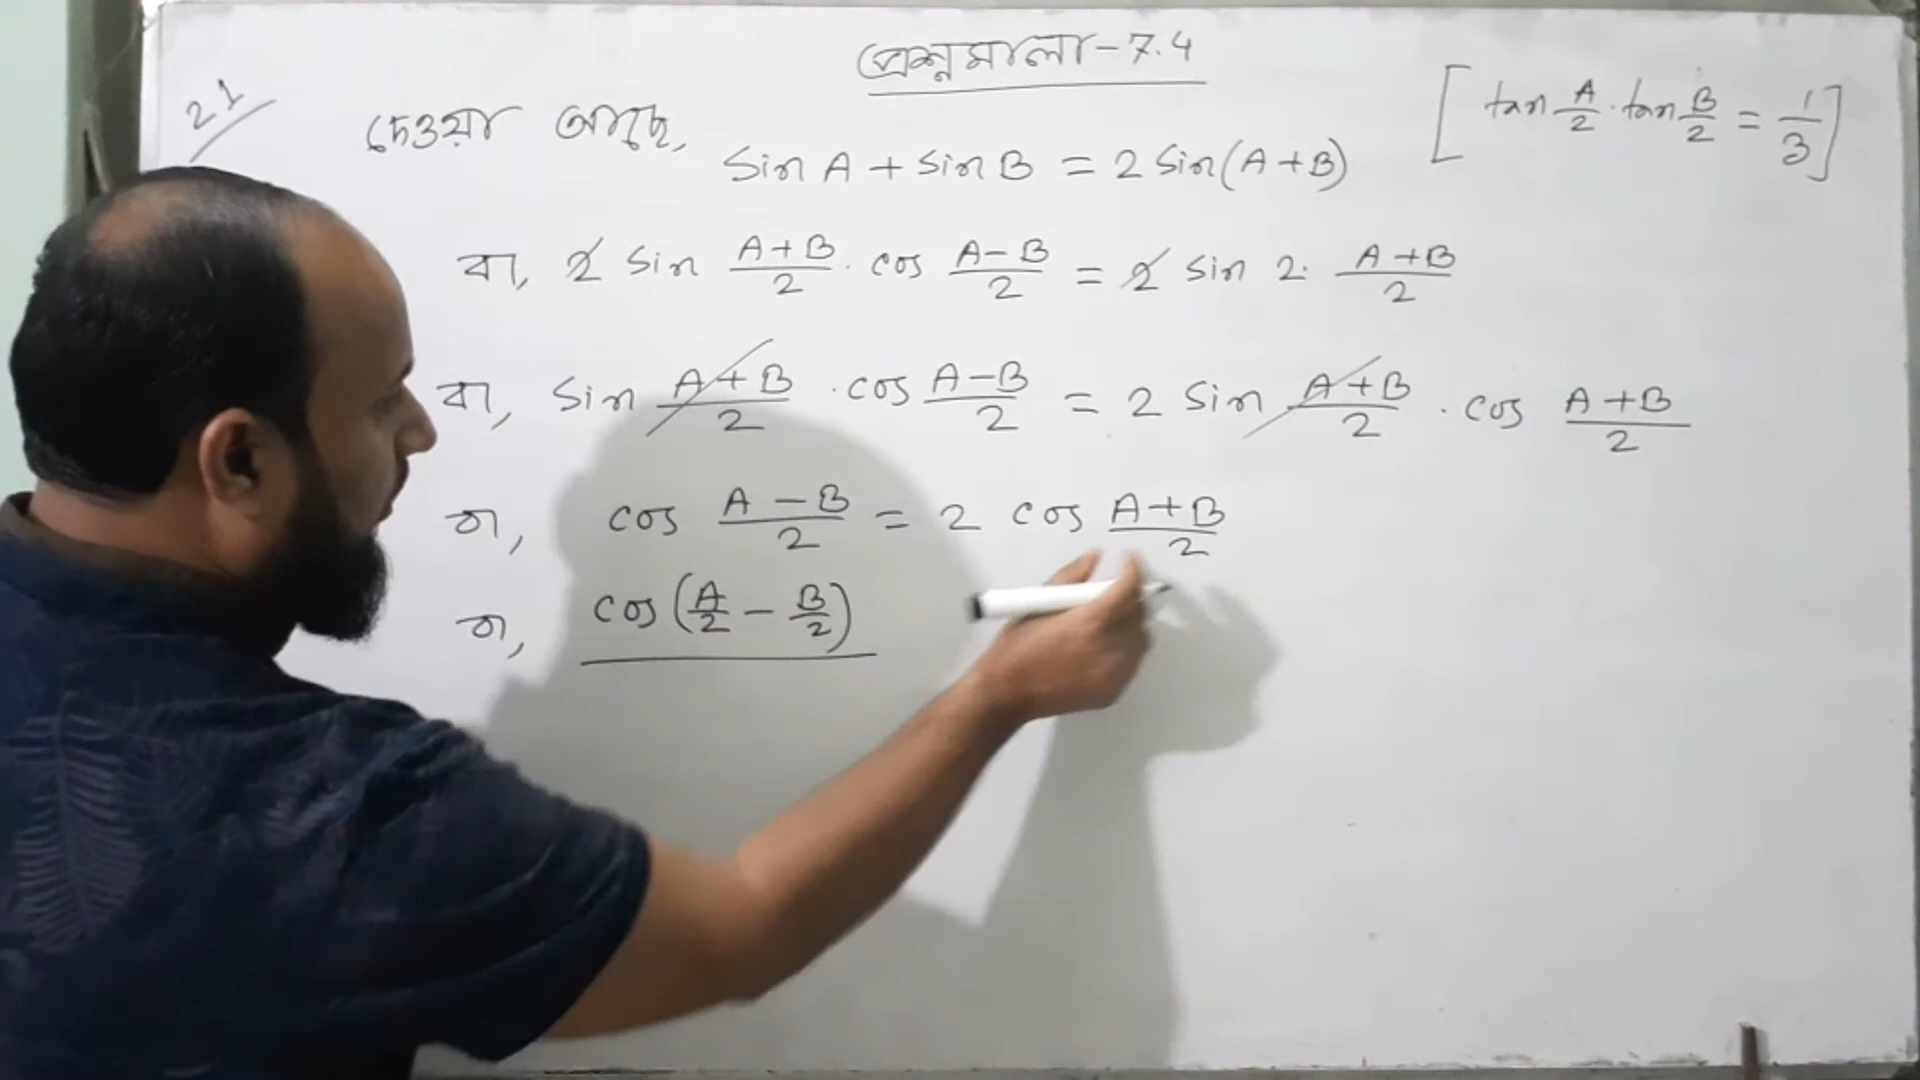 প্রশ্নমালা-7.4
21
[tan A/2 . tan B/2 = 1/3]
দেওয়া আছে,
Sin A + Sin B = 2 Sin(A+B)
বা, 2 Sin (A+B)/2 . cos (A-B)/2 = 2 Sin 2. (A+B)/2
বা, Sin (A+B)/2 . cos (A-B)/2 = 2 Sin (A+B)/2 . cos (A+B)/2
বা, cos (A-B)/2 = 2 cos (A+B)/2
বা, cos(A/2 - B/2)